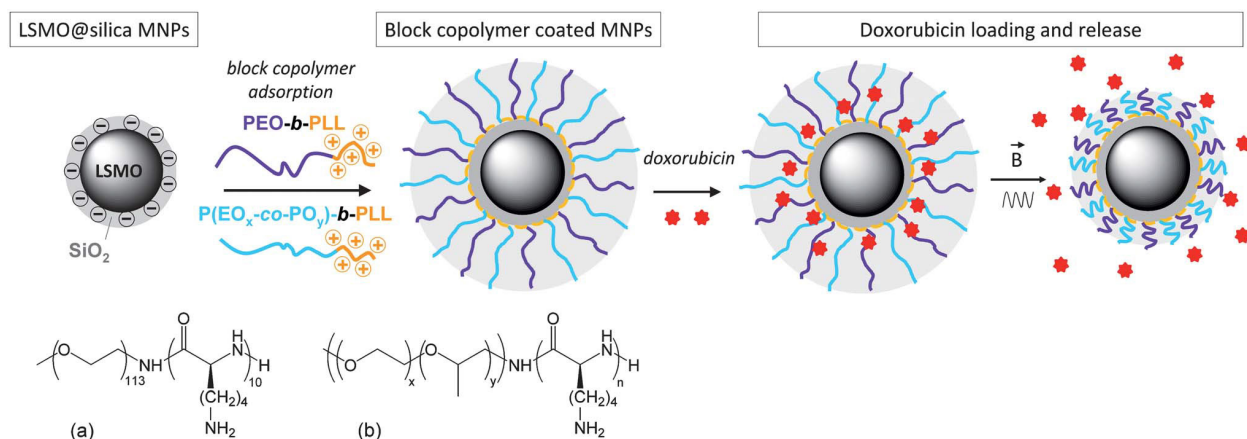 LSMO@silica MNPs
Block copolymer coated MNPs
Doxorubicin loading and release
block copolymer
adsorption
PEO-b-PLL
P(EOx-co-POy)-b-PLL
LSMO
SiO2
doxorubicin
B
O
O
113
NH
H
N
H
10
(CH2)4
NH2
(a)
O
x
O
y
NH
O
H
N
H
n
(CH2)4
NH2
(b)